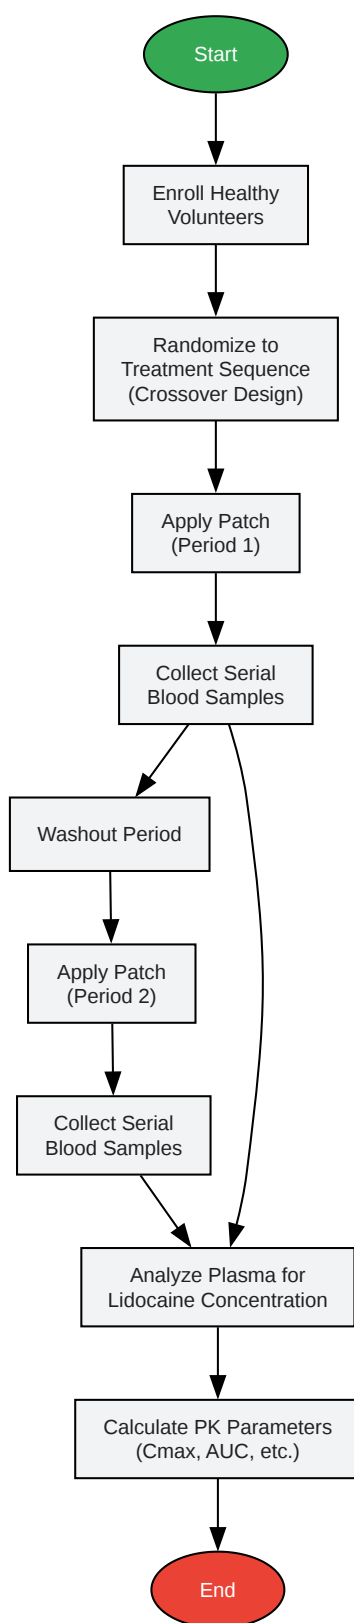 Start
Enroll Healthy
Volunteers
Randomize to
Treatment Sequence
(Crossover Design)
Apply Patch
(Period 1)
Collect Serial
Blood Samples
Washout Period
Apply Patch
(Period 2)
Collect Serial
Blood Samples
Analyze Plasma for
Lidocaine Concentration
Calculate PK Parameters
(Cmax, AUC, etc.)
End